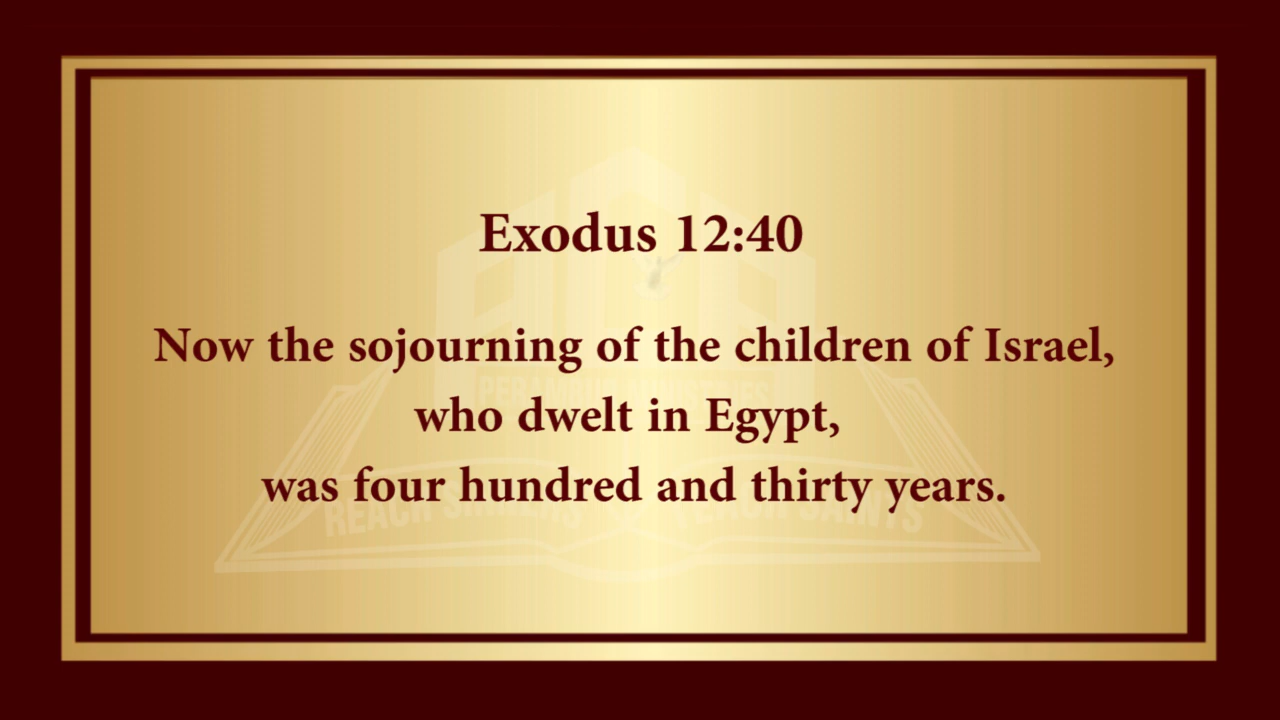 Exodus 12:40
Now the sojourning of the children of Israel,
who dwelt in Egypt,
was four hundred and thirty years.